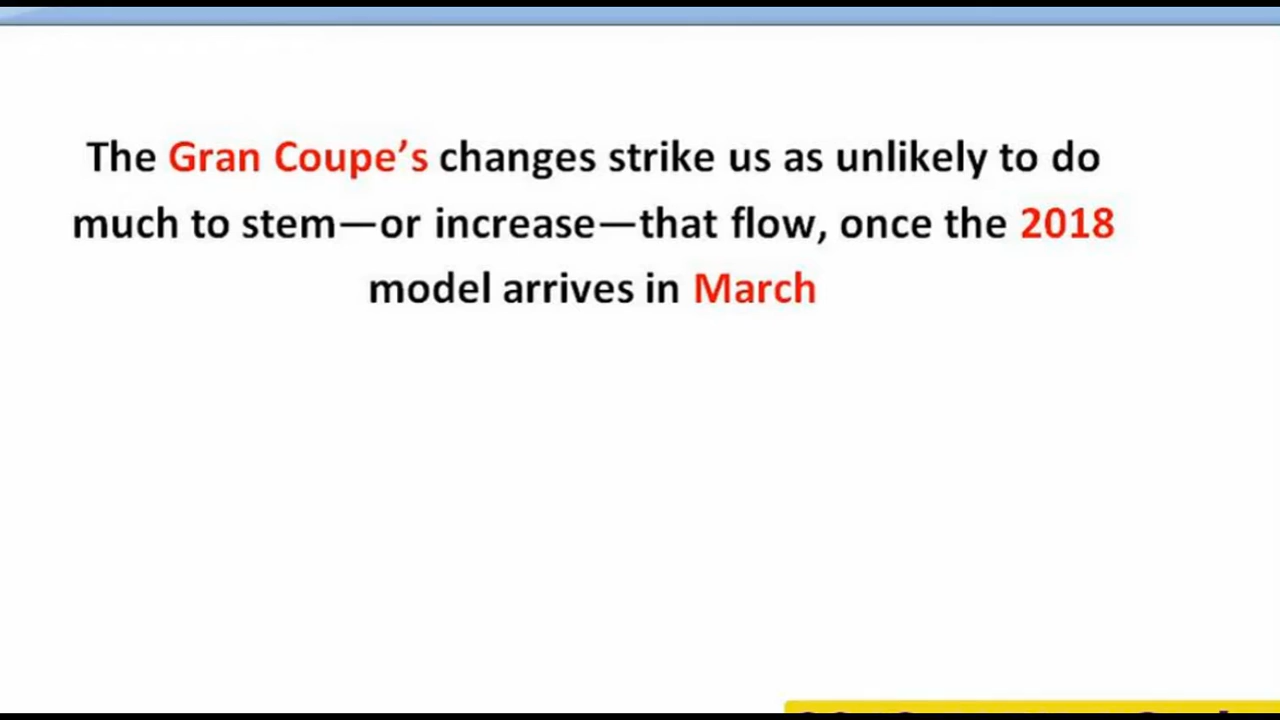 The Gran Coupe’s changes strike us as unlikely to do
much to stem—or increase—that flow, once the 2018
model arrives in March